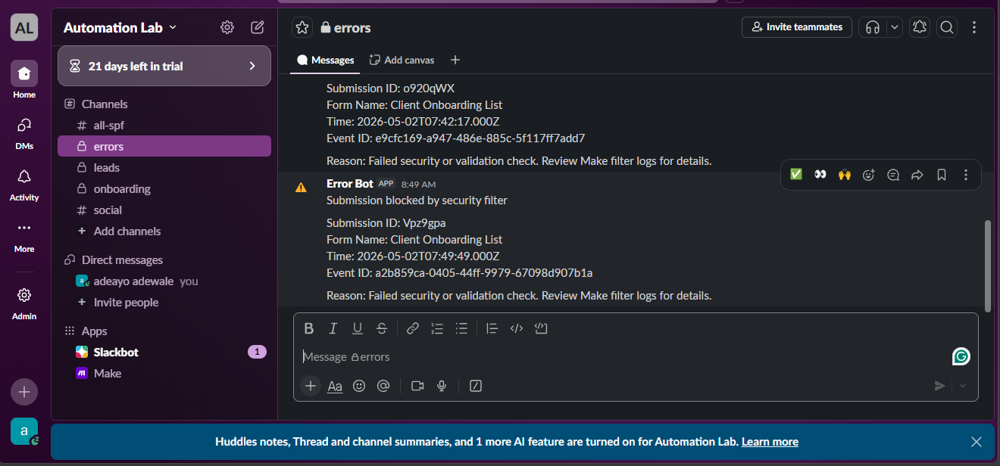 AL
Home
DMs
Activity
More
Admin
a
Automation Lab
21 days left in trial
Channels
# all-spf
errors
leads
onboarding
# social
+ Add channels
Direct messages
a adeayo adewale you
+ Invite people
Apps
Slackbot 1
Make
errors
Invite teammates
Messages Add canvas +
Submission ID: o920qWX
Form Name: Client Onboarding List
Time: 2026-05-02T07:42:17.000Z
Event ID: e9cfc169-a947-486e-885c-5f117ff7add7
Reason: Failed security or validation check. Review Make filter logs for details.
Error Bot APP 8:49 AM
Submission blocked by security filter
Submission ID: Vpz9gpa
Form Name: Client Onboarding List
Time: 2026-05-02T07:49:49.000Z
Event ID: a2b859ca-0405-44ff-9979-67098d907b1a
Reason: Failed security or validation check. Review Make filter logs for details.
B I U S
Message errors
+ Aa @
Huddles notes, Thread and channel summaries, and 1 more AI feature are turned on for Automation Lab. Learn more